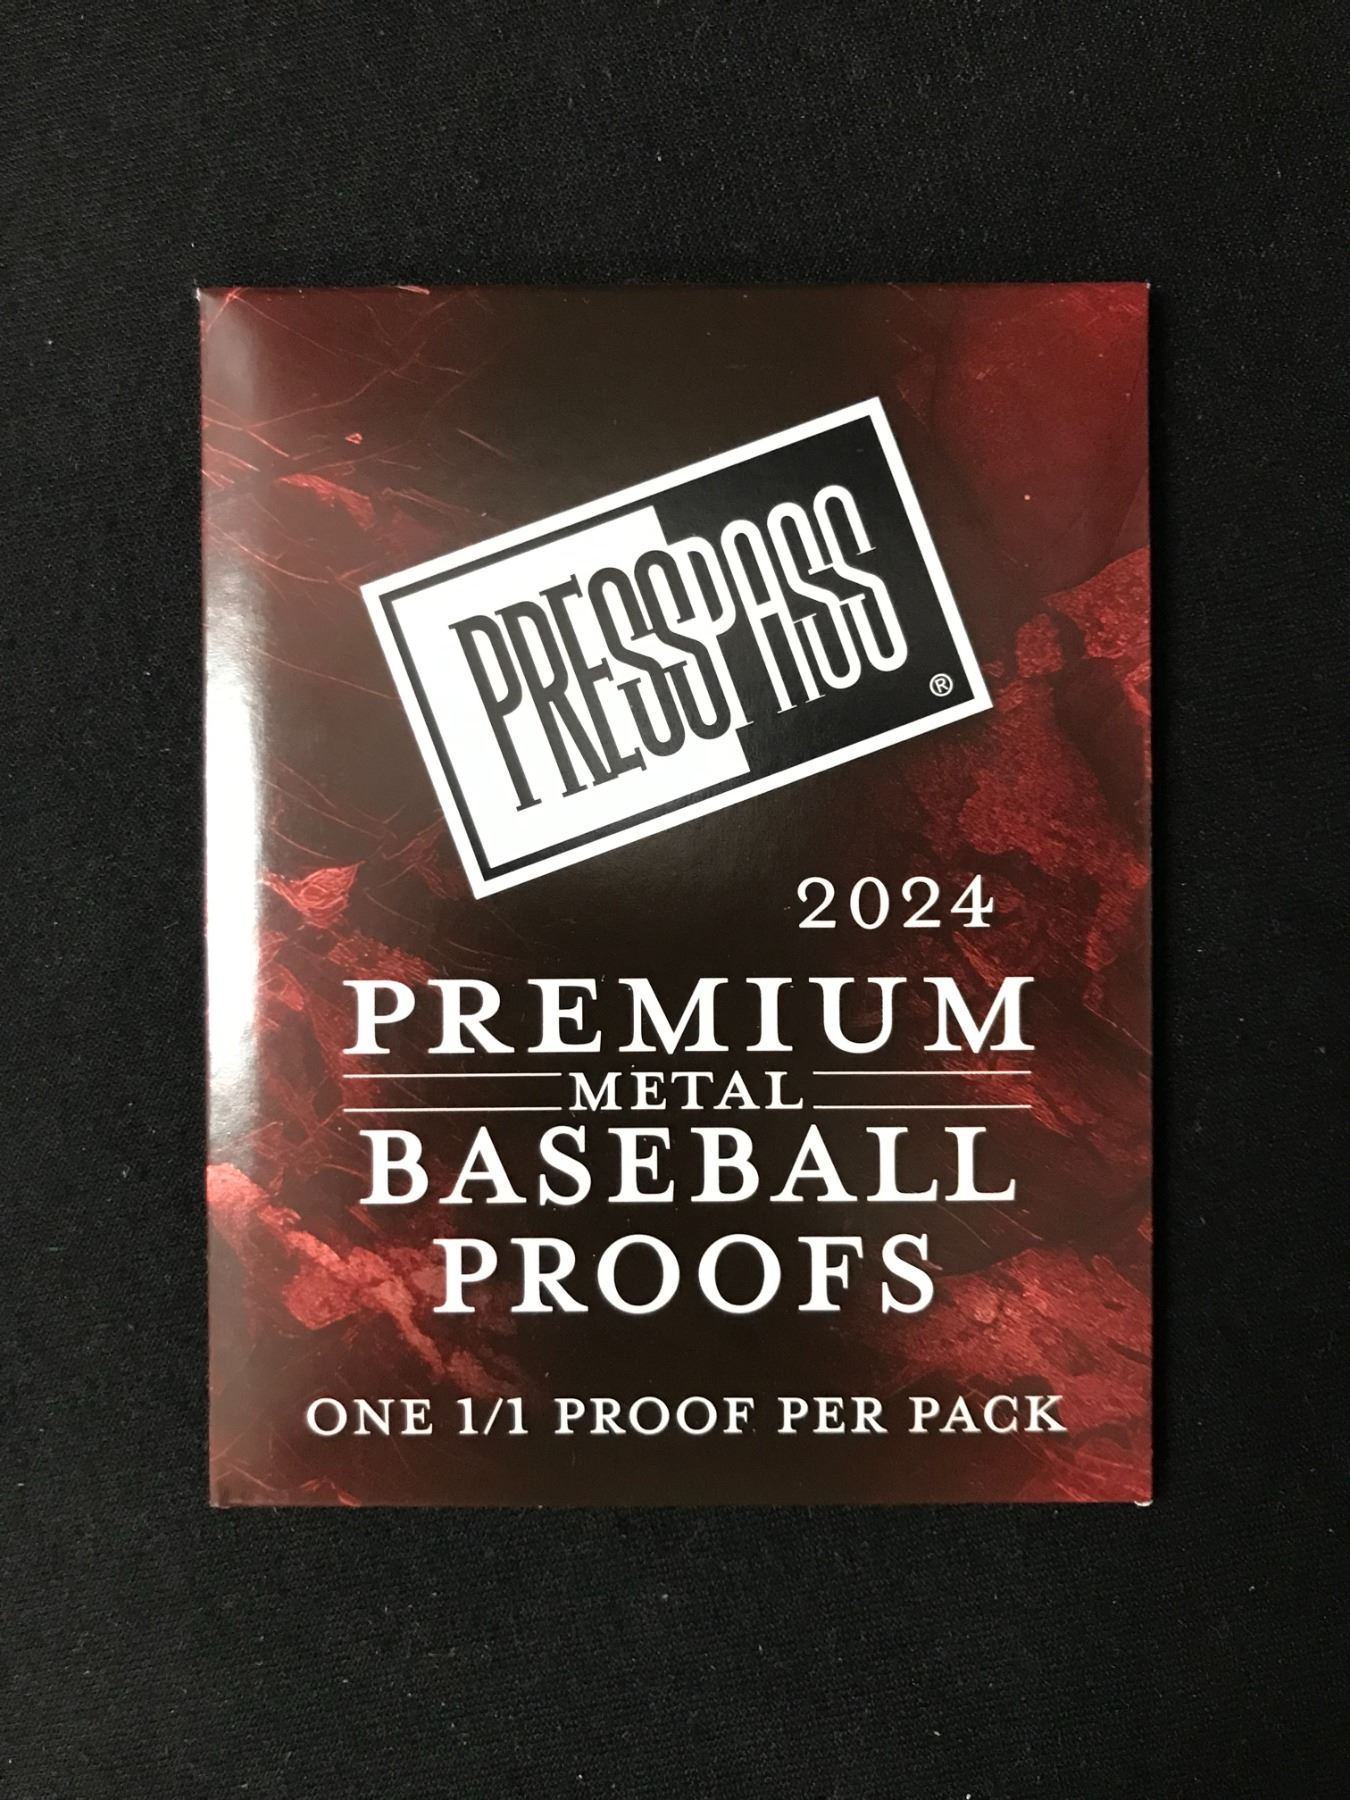 PRESSPASS
®
2024
PREMIUM
METAL
BASEBALL
PROOFS
ONE 1/1 PROOF PER PACK